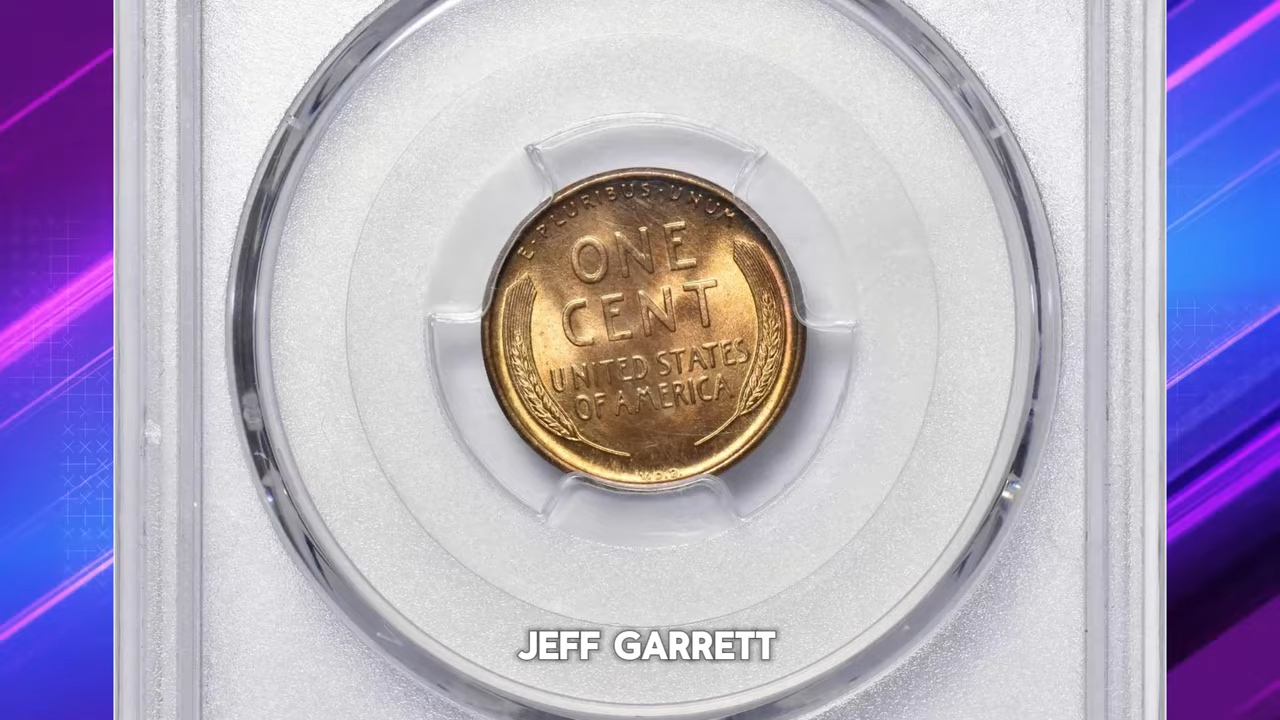 E·PLURIBUS·UNUM
ONE
CENT
UNITED STATES
OF AMERICA
V.D.B.
JEFF GARRETT